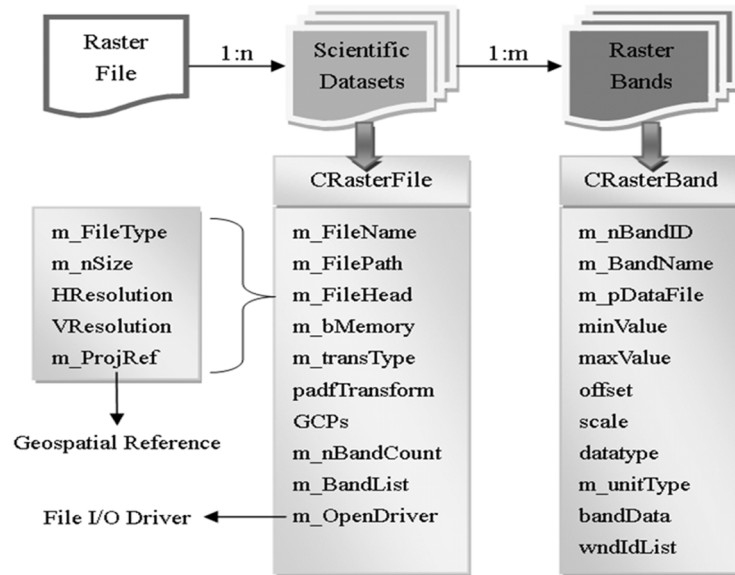 Raster
File
1:n
Scientific
Datasets
1:m
Raster
Bands
CRasterFile
CRasterBand
m_FileType
m_nSize
HResolution
VResolution
m_ProjRef
Geospatial Reference
File I/O Driver
m_FileName
m_FilePath
m_FileHead
m_bMemory
m_transType
padfTransform
GCPs
m_nBandCount
m_BandList
m_OpenDriver
m_nBandID
m_BandName
m_pDataFile
minValue
maxValue
offset
scale
datatype
m_unitType
bandData
wndIdList